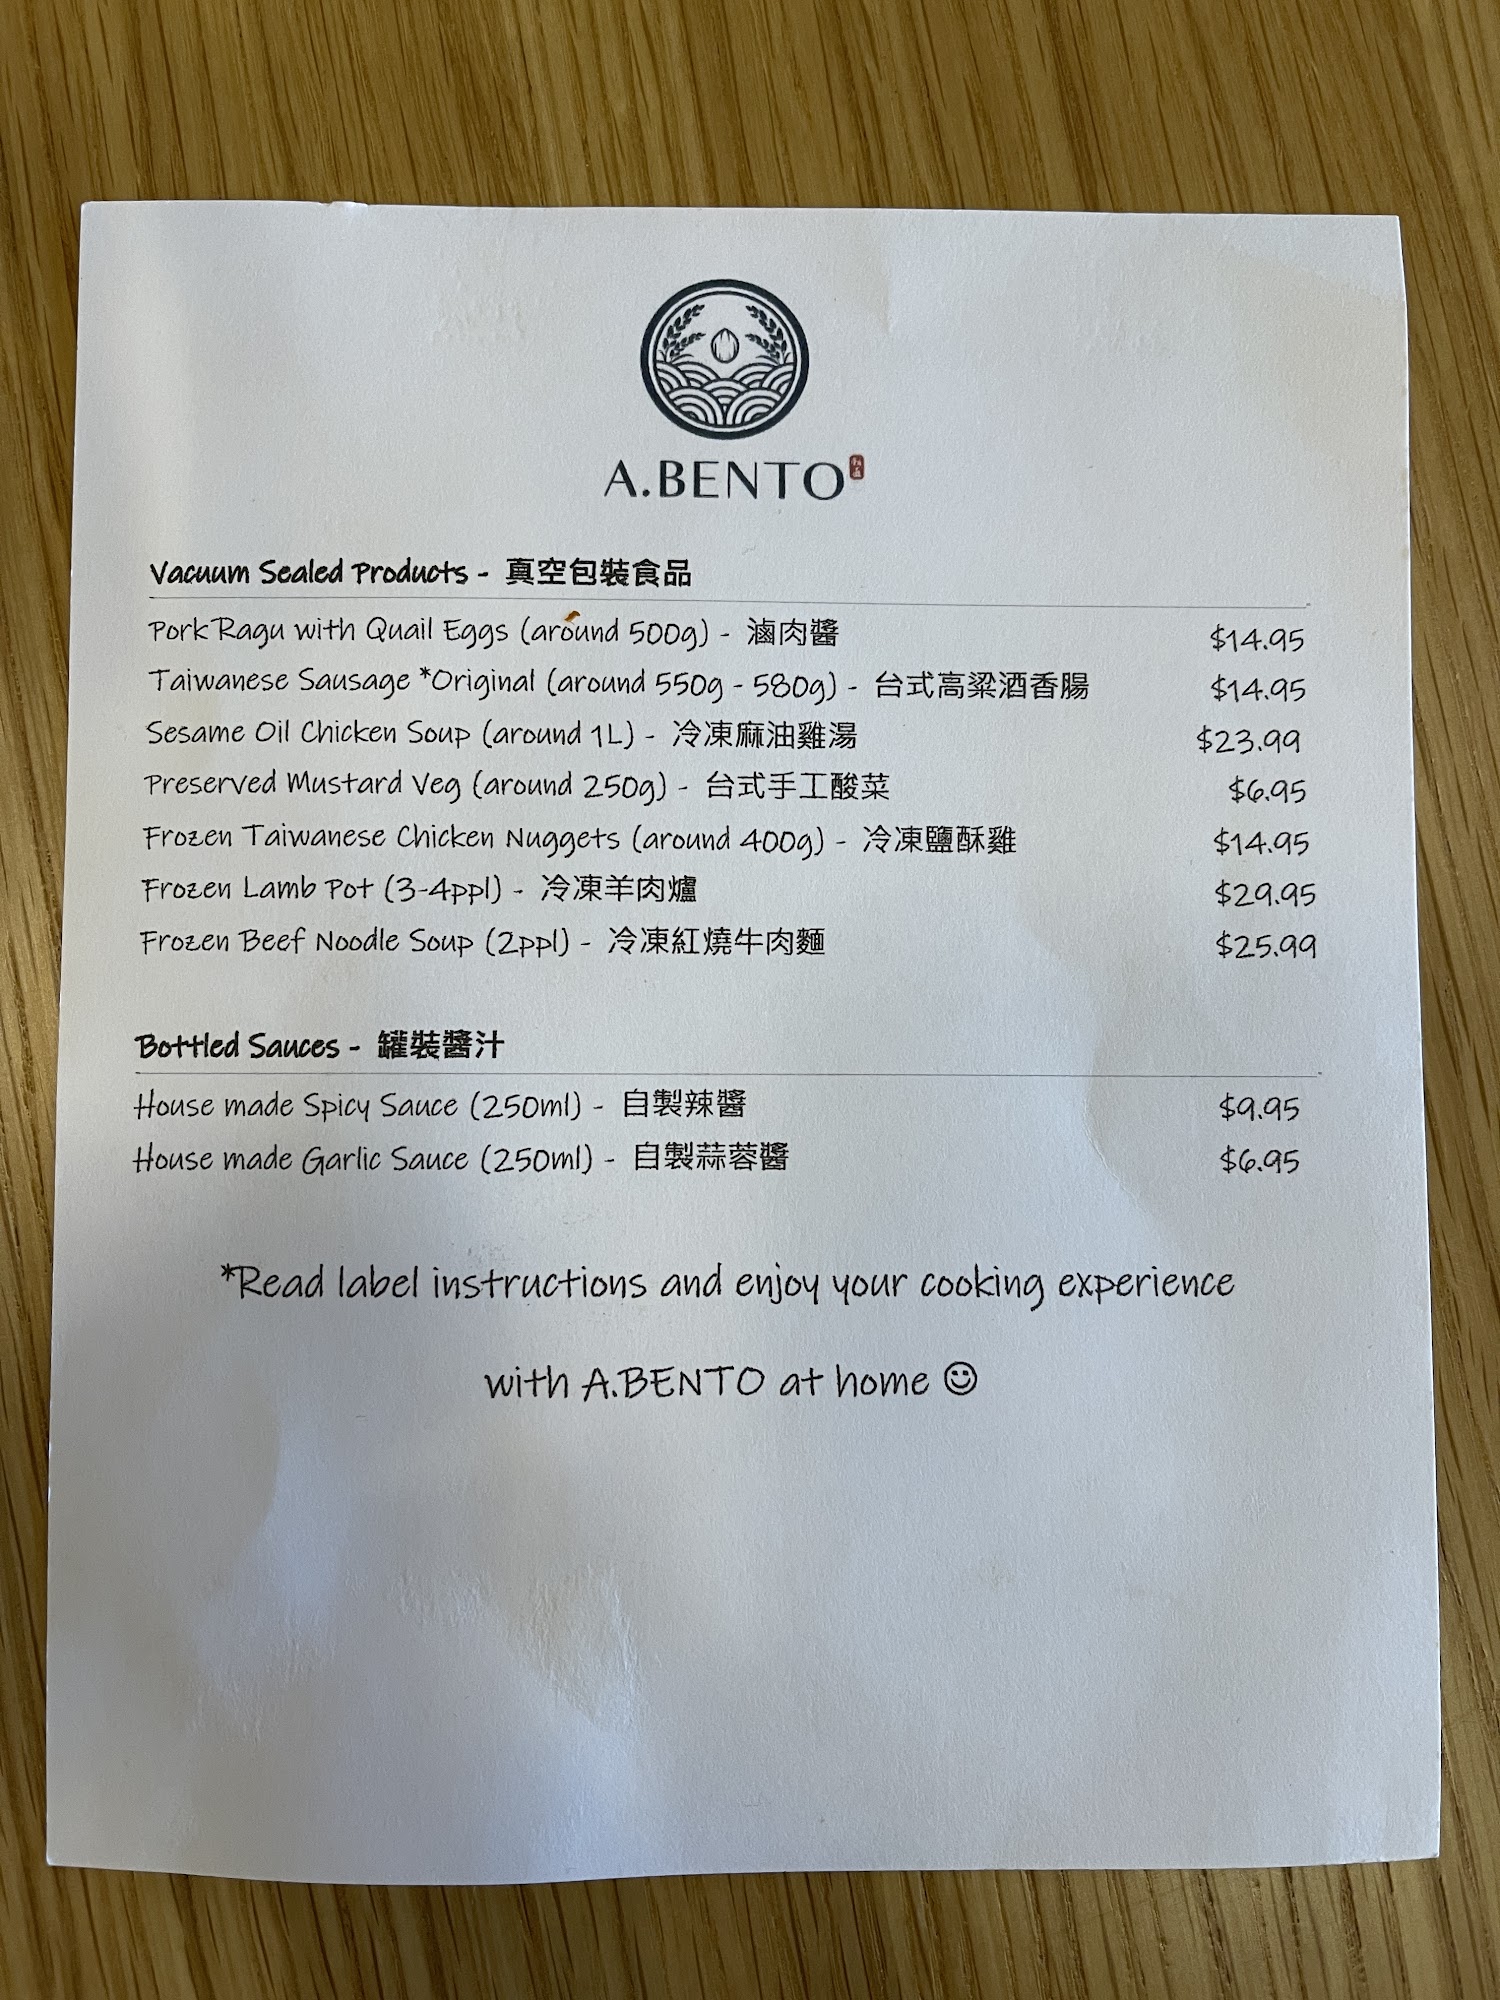 A.BENTO
Vacuum Sealed Products - 真空包裝食品
Pork Ragu with Quail Eggs (around 500g) - 滷肉醬 $14.95
Taiwanese Sausage *Original (around 550g - 580g) - 台式高粱酒香腸 $14.95
Sesame Oil Chicken Soup (around 1L) - 冷凍麻油雞湯 $23.99
Preserved Mustard Veg (around 250g) - 台式手工酸菜 $6.95
Frozen Taiwanese Chicken Nuggets (around 400g) - 冷凍鹽酥雞 $14.95
Frozen Lamb Pot (3-4ppl) - 冷凍羊肉爐 $29.95
Frozen Beef Noodle Soup (2ppl) - 冷凍紅燒牛肉麵 $25.99
Bottled Sauces - 罐裝醬汁
House made Spicy Sauce (250ml) - 自製辣醬 $9.95
House made Garlic Sauce (250ml) - 自製蒜蓉醬 $6.95
*Read label instructions and enjoy your cooking experience
with A.BENTO at home ☺